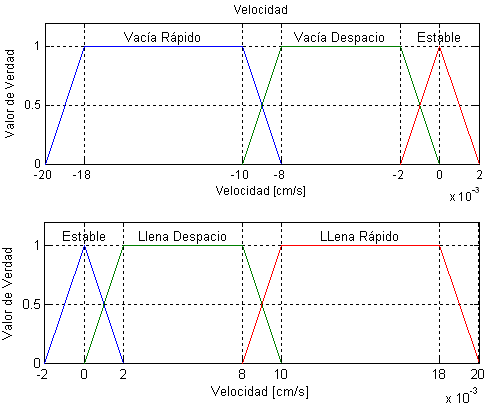 Velocidad
Vacía Rápido Vacía Despacio Estable
Valor de Verdad
1
0.5
0
-20 -18 -10 -8 -2 0 2
Velocidad [cm/s]
x 10⁻³
Estable Llena Despacio LLena Rápido
Valor de Verdad
1
0.5
0
-2 0 2 8 10 18 20
Velocidad [cm/s]
x 10⁻³